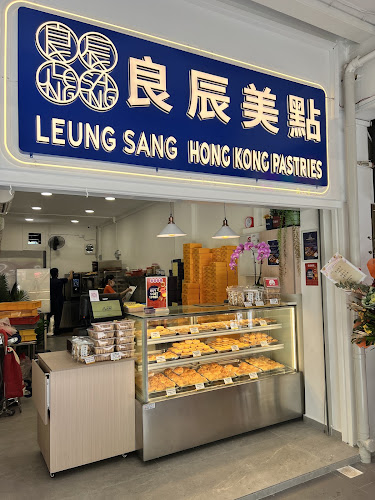 良辰美點
LEUNG SANG HONG KONG PASTRIES